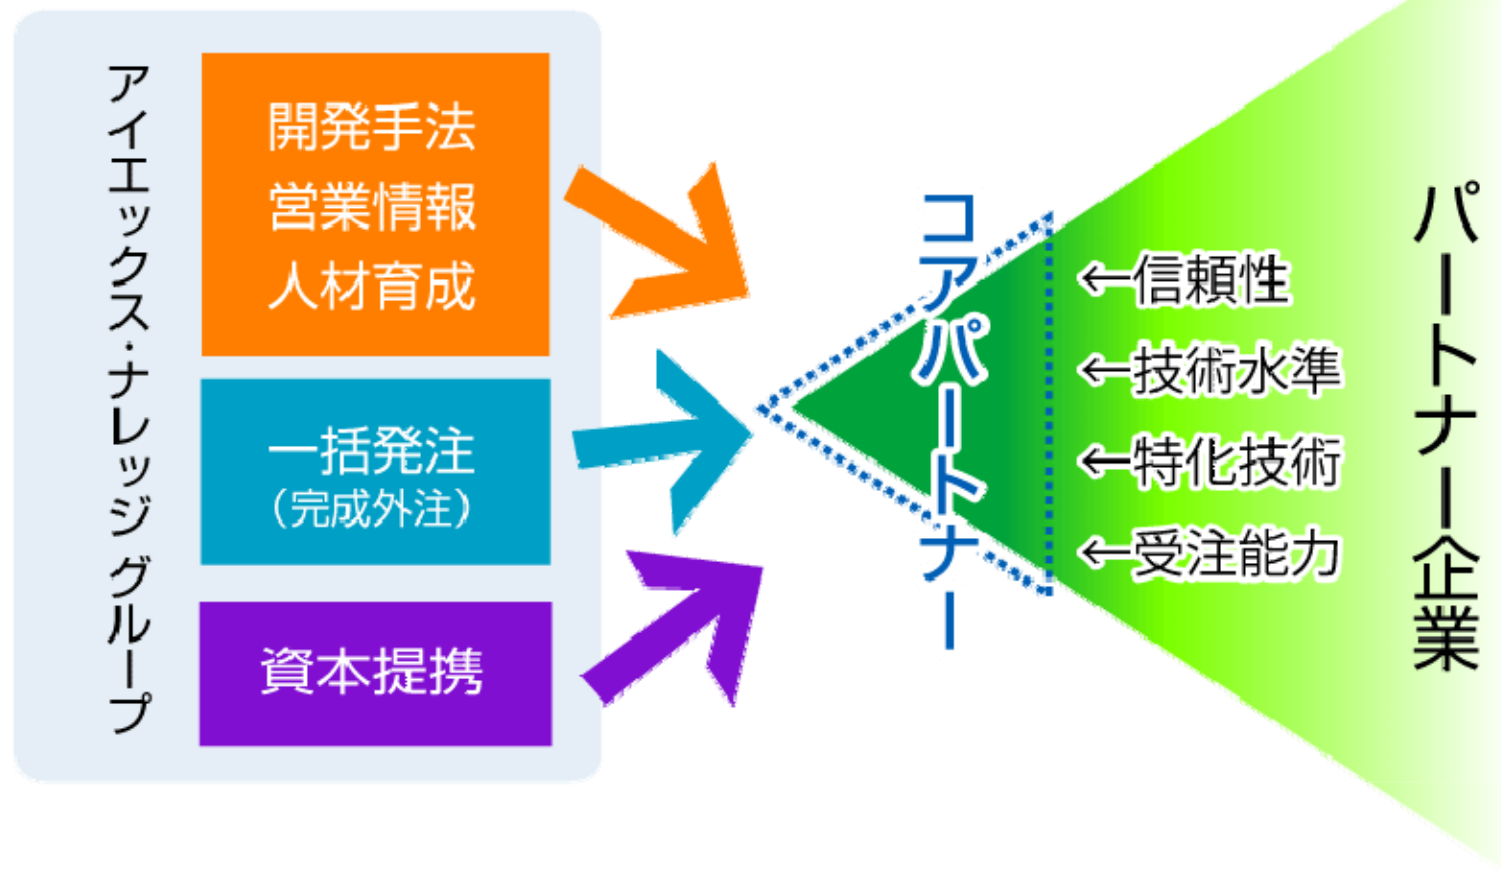 アイエックス・ナレッジ グループ
開発手法
営業情報
人材育成
一括発注
（完成外注）
資本提携
コアパートナー
←信頼性
←技術水準
←特化技術
←受注能力
パートナー企業